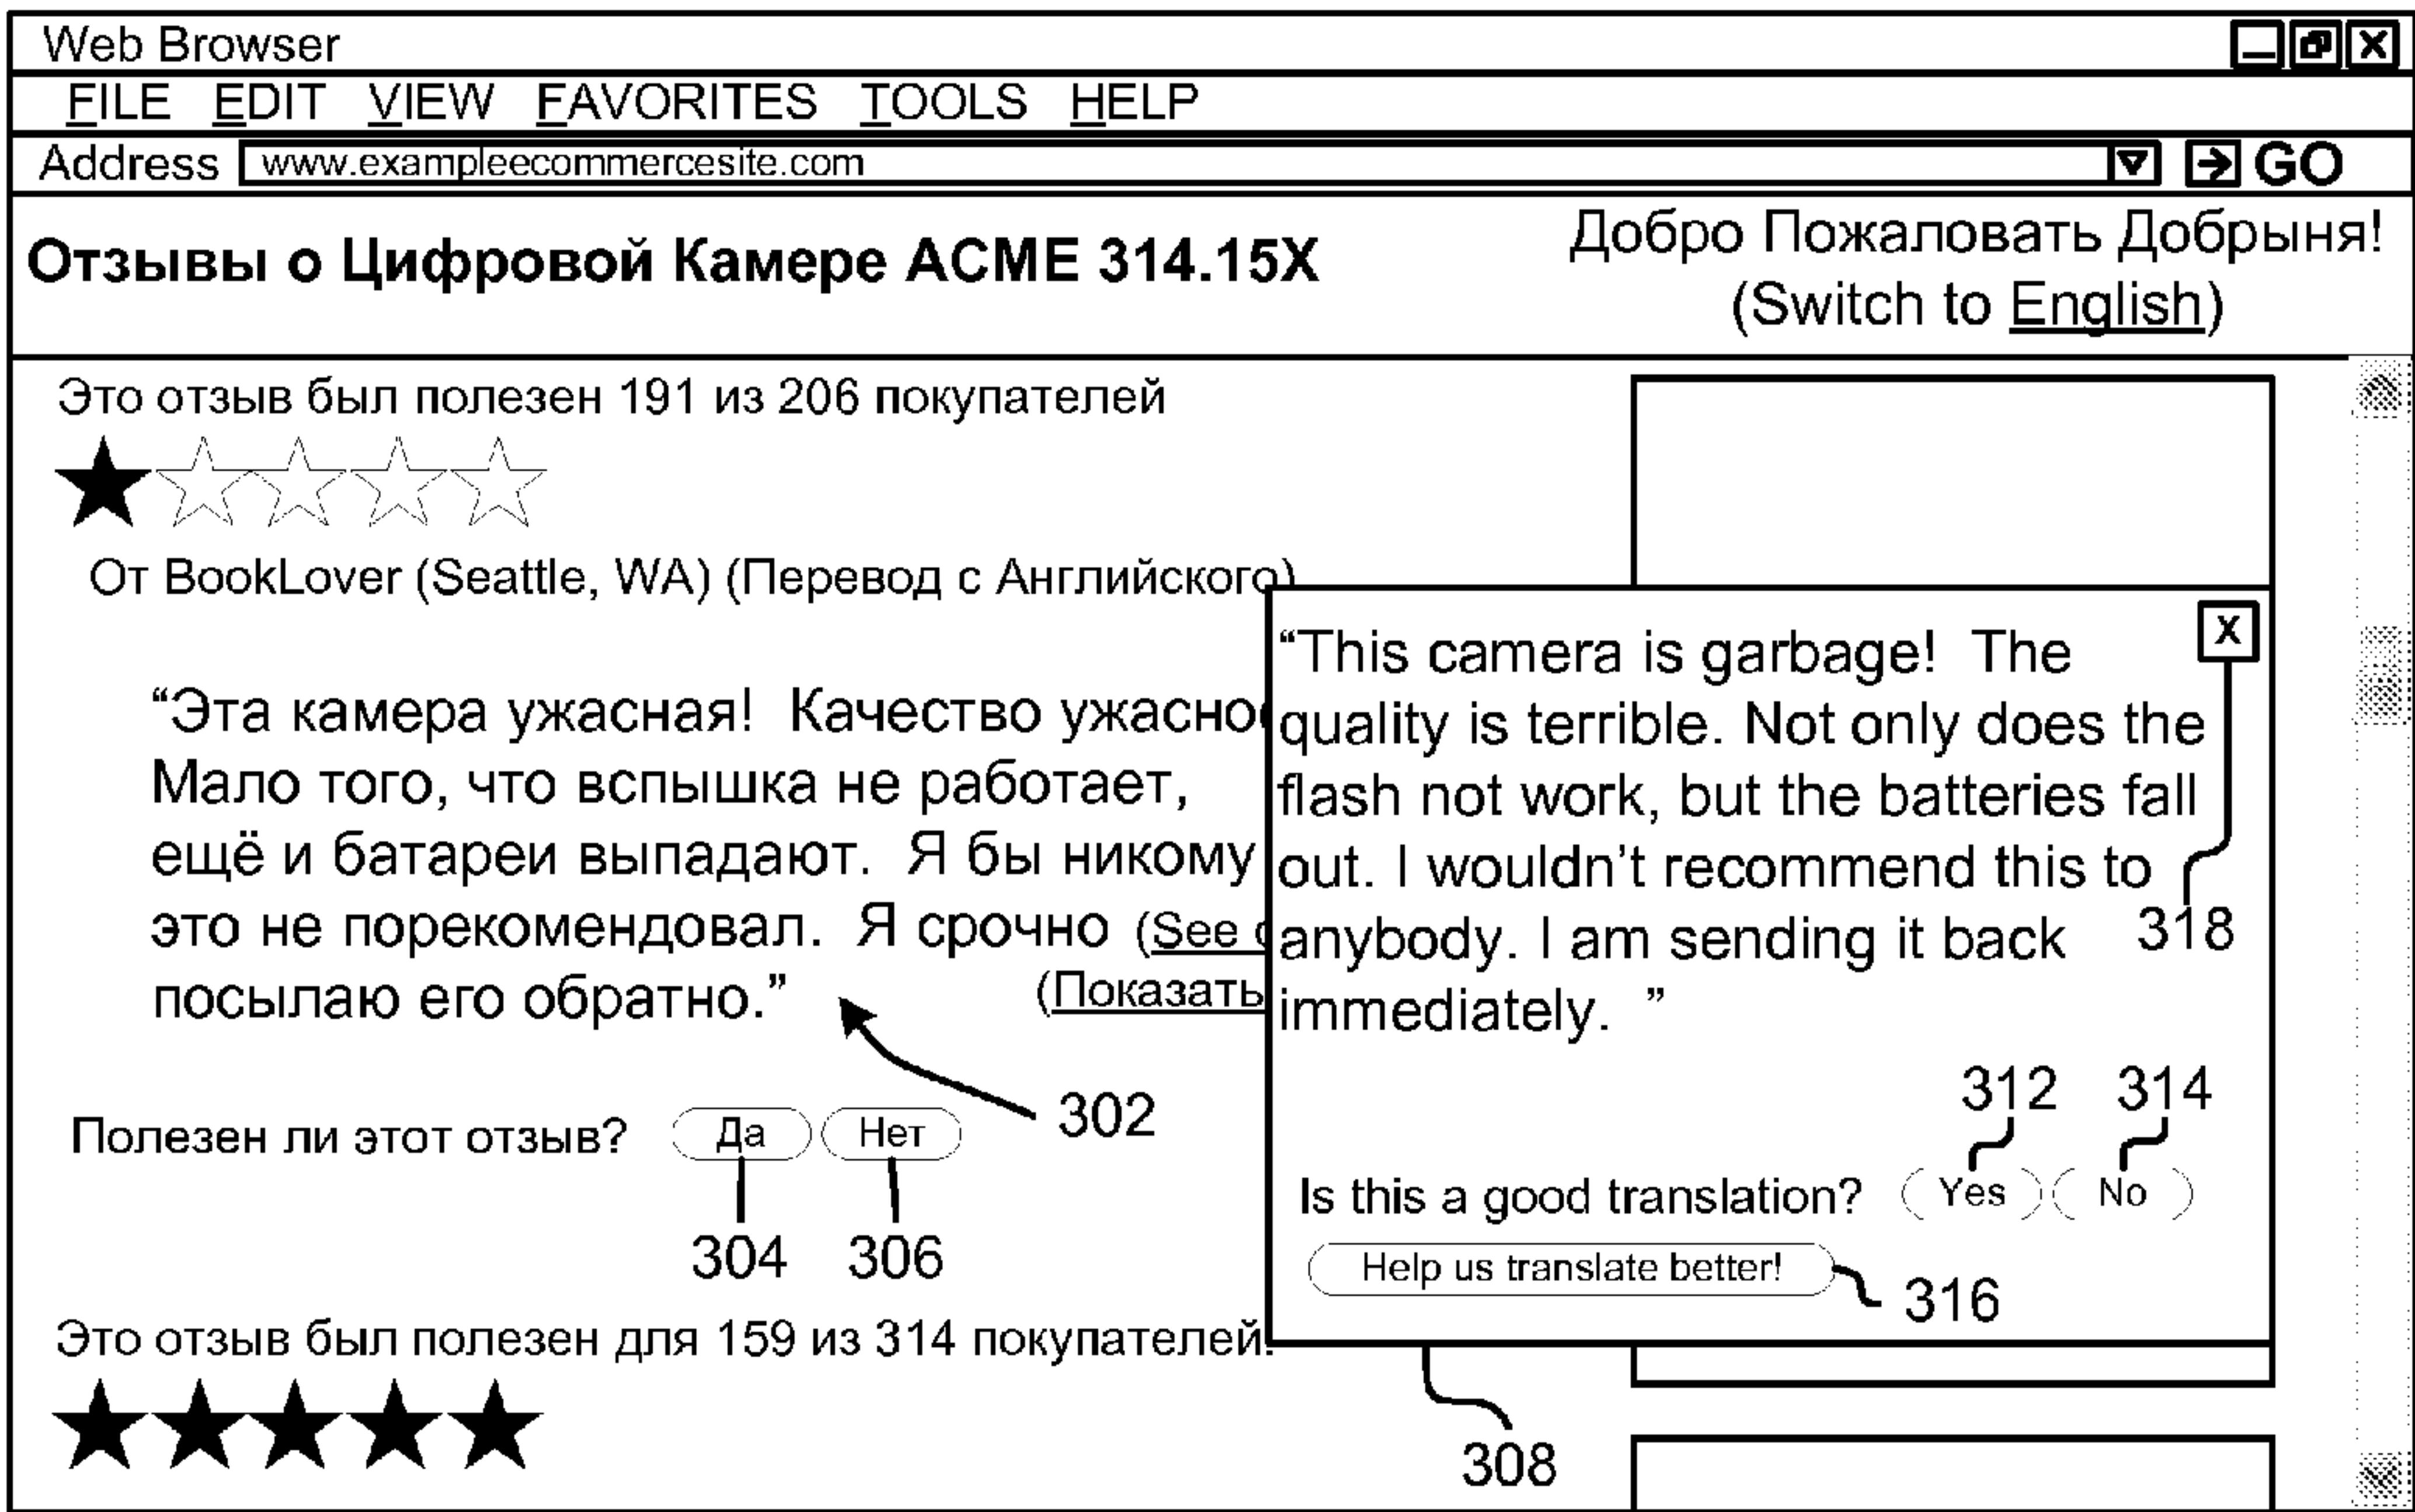 Web Browser
FILE EDIT VIEW FAVORITES TOOLS HELP
Address www.exampleecommercesite.com GO
Отзывы о Цифровой Камере ACME 314.15X
Добро Пожаловать Добрыня!
(Switch to English)
Это отзыв был полезен 191 из 206 покупателей
От BookLover (Seattle, WA) (Перевод с Английского)
“Эта камера ужасная! Качество
Мало того, что вспышка не работает,
ещё и батареи выпадают. Я бы никому
это не порекомендовал. Я срочно (See
посылаю его обратно.” (Показать
302
Полезен ли этот отзыв? Да Нет
304 306
Это отзыв был полезен для 159 из 314 покупателей.
X
“This camera is garbage! The
quality is terrible. Not only does the
flash not work, but the batteries fall
out. I wouldn't recommend this to
anybody. I am sending it back
immediately. ”
318
312 314
Is this a good translation? Yes No
Help us translate better!
316
308